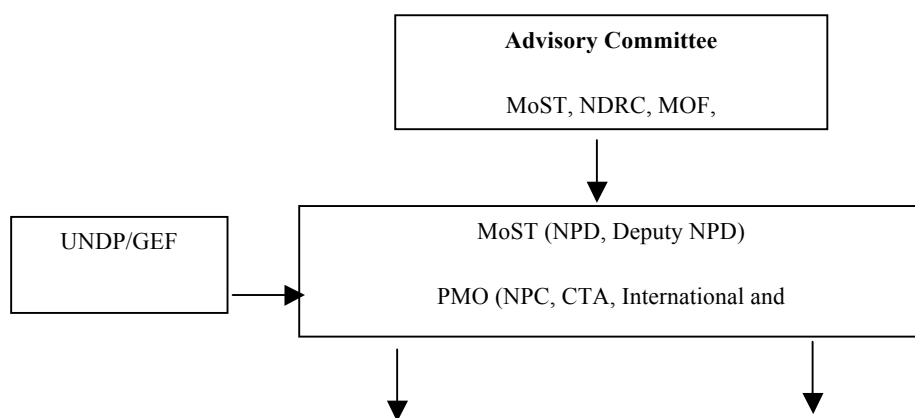 Advisory Committee
MoST, NDRC, MOF,
UNDP/GEF
MoST (NPD, Deputy NPD)
PMO (NPC, CTA, International and